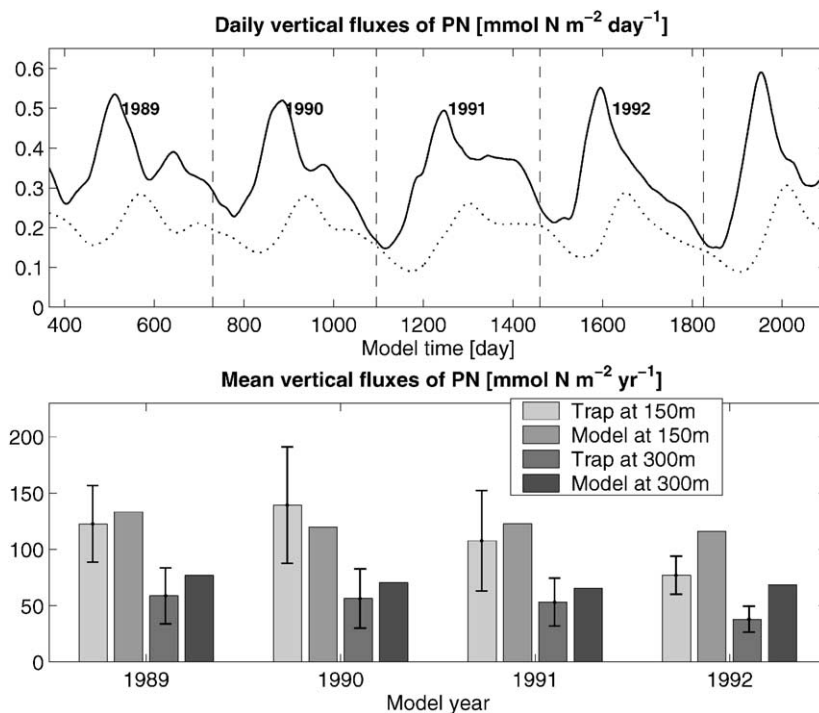 Daily vertical fluxes of PN [mmol N m⁻² day⁻¹]
0.6
0.5
0.4
0.3
0.2
0.1
0
1989
1990
1991
1992
400 600 800 1000 1200 1400 1600 1800 2000
Model time [day]
Mean vertical fluxes of PN [mmol N m⁻² yr⁻¹]
200
150
100
50
0
Trap at 150m
Model at 150m
Trap at 300m
Model at 300m
1989 1990 1991 1992
Model year